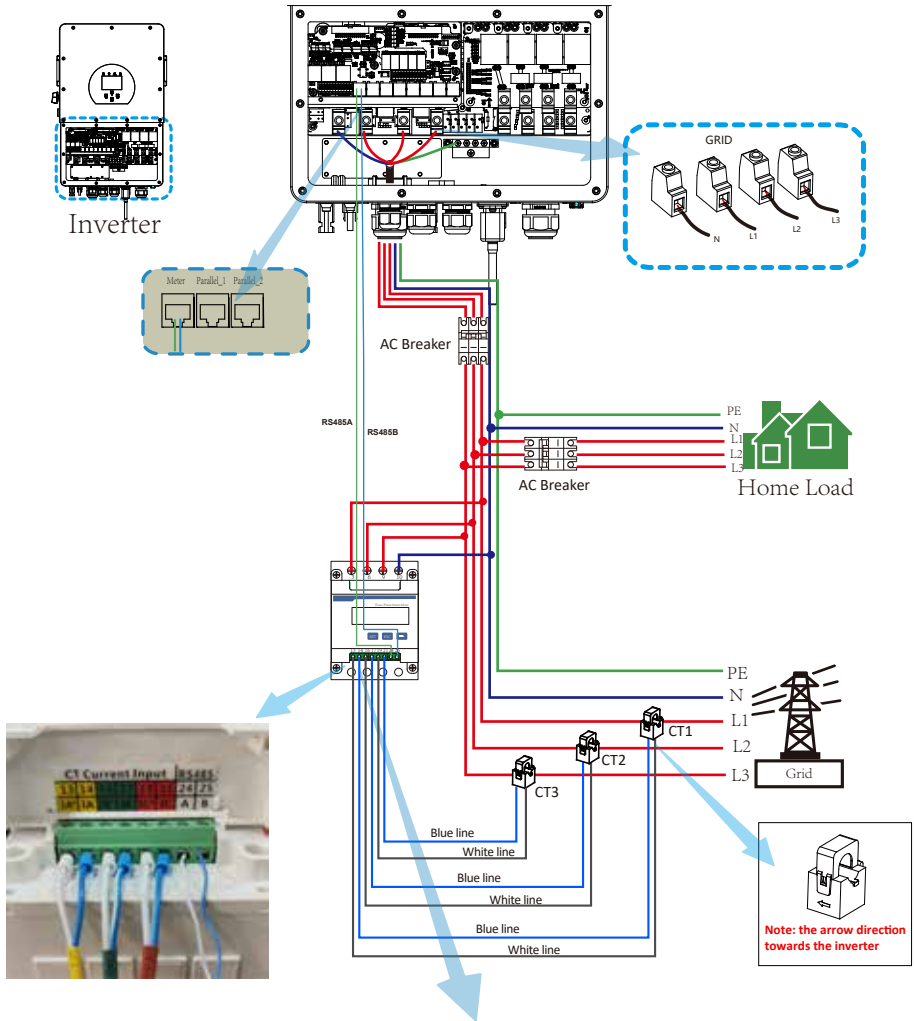 GRID
N
L1
L2
L3
Inverter
Meter
Parallel_1
Parallel_2
AC Breaker
RS485A
RS485B
PE
N
L1
L2
L3
AC Breaker
Home Load
PE
N
L1
L2
L3
Grid
CT1
CT2
CT3
CT Current Input RS485
13 14
24 25
A B
Blue line
White line
Blue line
White line
Blue line
White line
Note: the arrow direction
towards the inverter